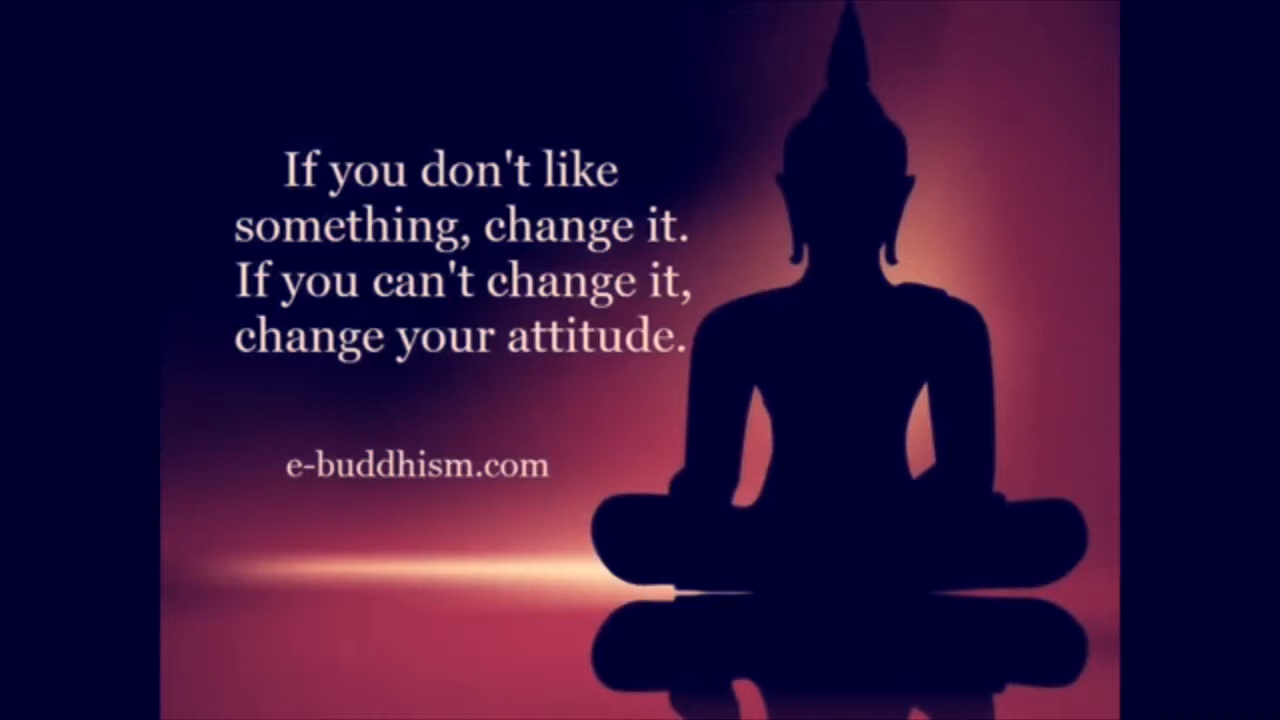 If you don't like
something, change it.
If you can't change it,
change your attitude.
e-buddhism.com